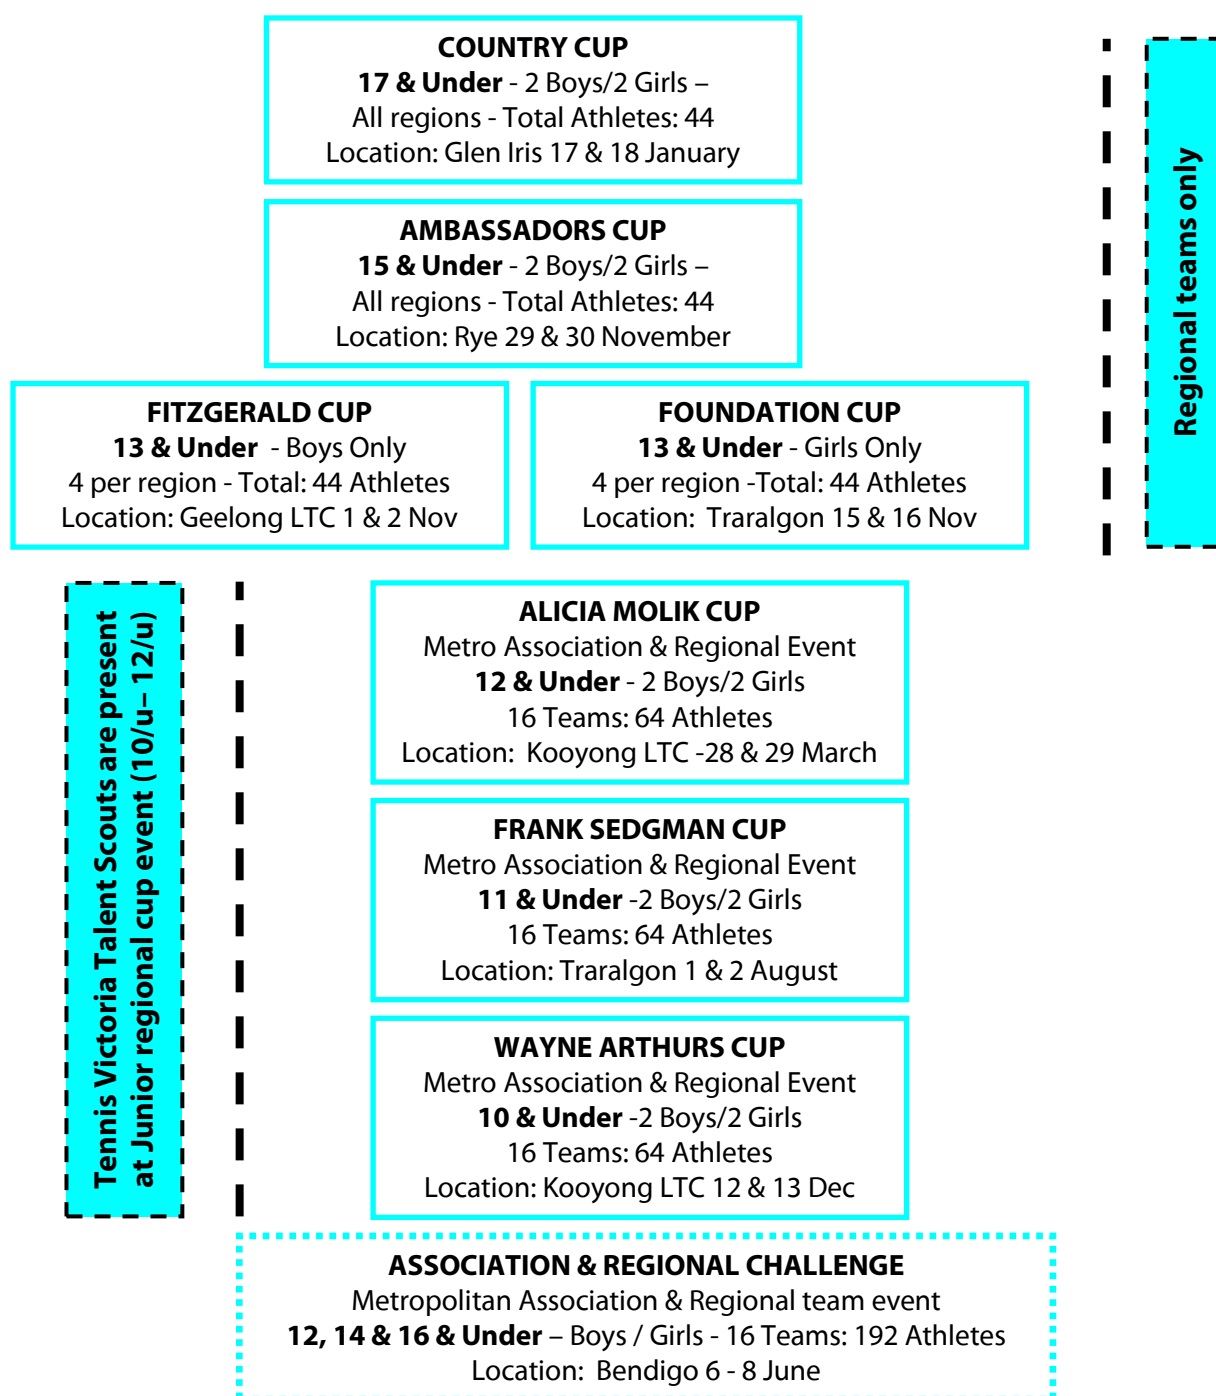 COUNTRY CUP
17 & Under - 2 Boys/2 Girls –
All regions - Total Athletes: 44
Location: Glen Iris 17 & 18 January
AMBASSADORS CUP
15 & Under - 2 Boys/2 Girls –
All regions - Total Athletes: 44
Location: Rye 29 & 30 November
Regional teams only
FITZGERALD CUP
13 & Under - Boys Only
4 per region - Total: 44 Athletes
Location: Geelong LTC 1 & 2 Nov
FOUNDATION CUP
13 & Under - Girls Only
4 per region -Total: 44 Athletes
Location: Traralgon 15 & 16 Nov
Tennis Victoria Talent Scouts are present
at Junior regional cup event (10/u– 12/u)
ALICIA MOLIK CUP
Metro Association & Regional Event
12 & Under - 2 Boys/2 Girls
16 Teams: 64 Athletes
Location: Kooyong LTC -28 & 29 March
FRANK SEDGMAN CUP
Metro Association & Regional Event
11 & Under -2 Boys/2 Girls
16 Teams: 64 Athletes
Location: Traralgon 1 & 2 August
WAYNE ARTHURS CUP
Metro Association & Regional Event
10 & Under -2 Boys/2 Girls
16 Teams: 64 Athletes
Location: Kooyong LTC 12 & 13 Dec
ASSOCIATION & REGIONAL CHALLENGE
Metropolitan Association & Regional team event
12, 14 & 16 & Under – Boys / Girls - 16 Teams: 192 Athletes
Location: Bendigo 6 - 8 June